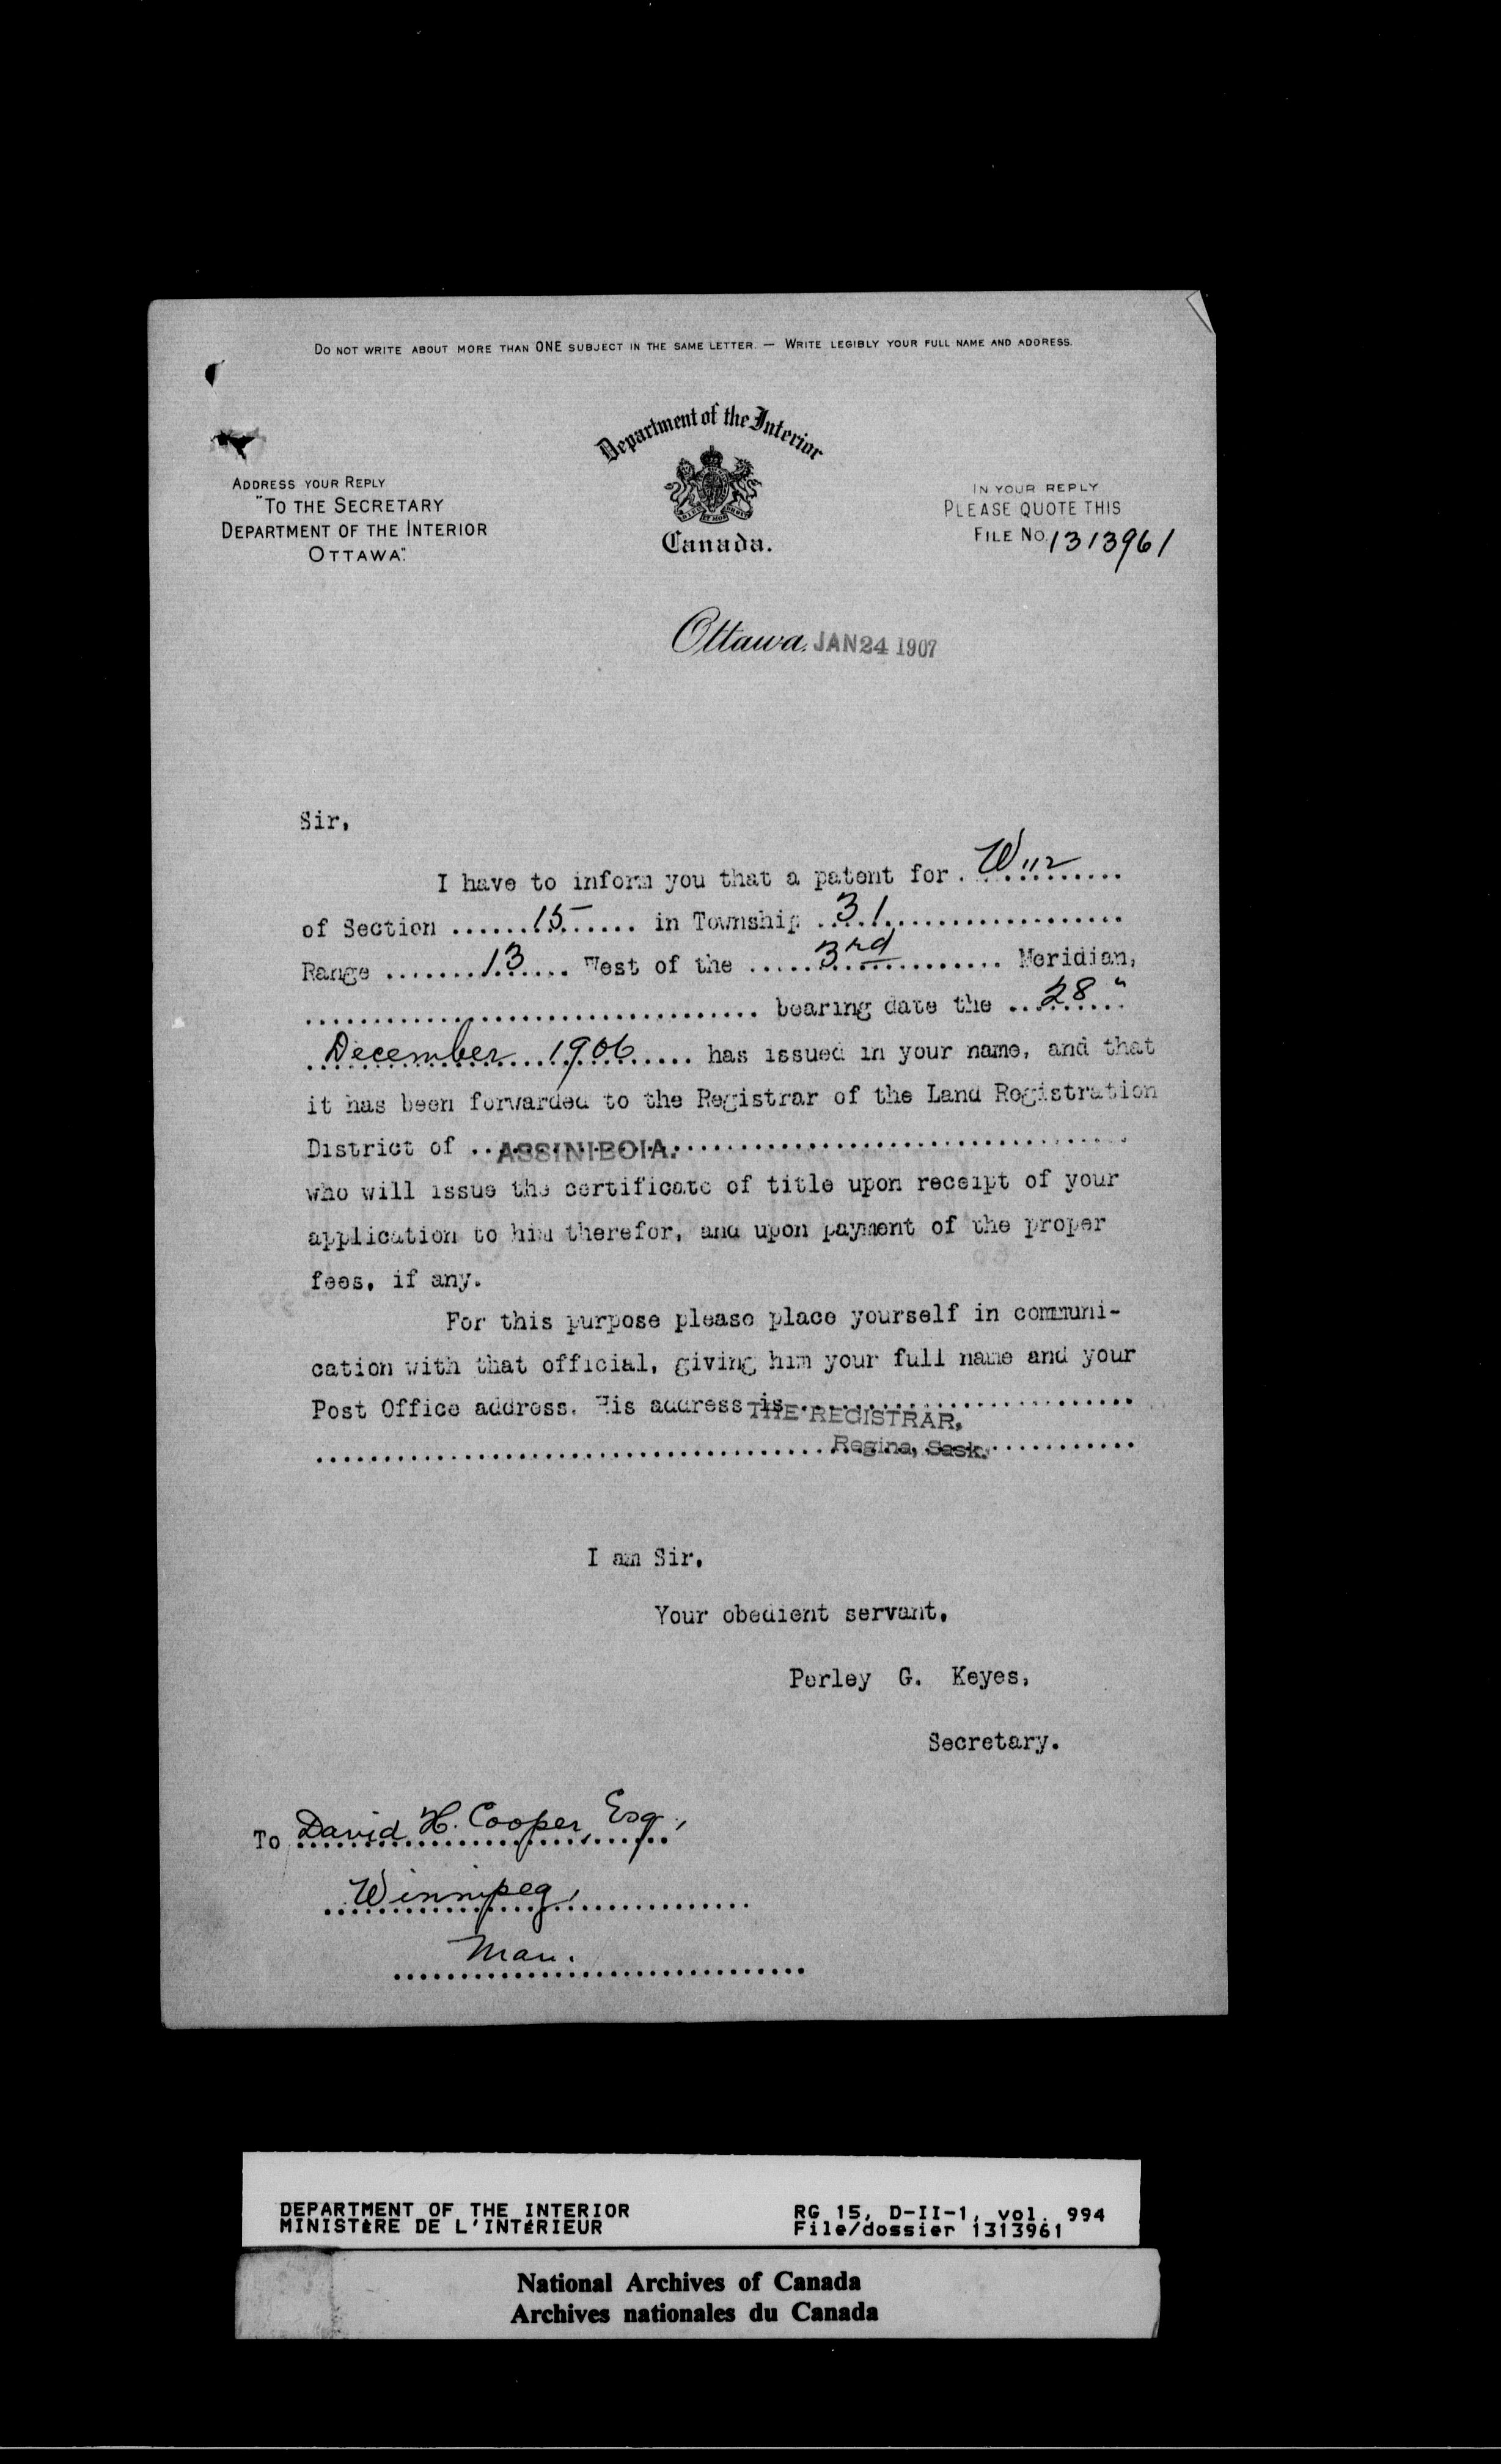 DO NOT WRITE ABOUT MORE THAN ONE SUBJECT IN THE SAME LETTER. — WRITE LEGIBLY YOUR FULL NAME AND ADDRESS.
Department of the Interior
Canada.
ADDRESS YOUR REPLY
"TO THE SECRETARY
DEPARTMENT OF THE INTERIOR
OTTAWA".
IN YOUR REPLY
PLEASE QUOTE THIS
FILE NO. 1313961
Ottawa, JAN 24 1907
Sir,
I have to inform you that a patent for W 1/2
of Section ......15...... in Township ..31..................
Range ........13...... West of the .....3rd............ Meridian,
.................................. bearing date the ..28"
December 1906 ..... has issued in your name, and that
it has been forwarded to the Registrar of the Land Registration
District of ..ASSINIBOIA...................................
who will issue the certificate of title upon receipt of your
application to him therefor, and upon payment of the proper
fees, if any.
For this purpose please place yourself in communi-
cation with that official, giving him your full name and your
Post Office address. His address is THE REGISTRAR,
......................................Regina, Sask...........
I am Sir,
Your obedient servant,
Perley G. Keyes,
Secretary.
To David H. Cooper, Esq.,
Winnipeg,
Man.
DEPARTMENT OF THE INTERIOR RG 15, D-II-1, vol. 994
MINISTÈRE DE L'INTÉRIEUR File/dossier 1313961
National Archives of Canada
Archives nationales du Canada